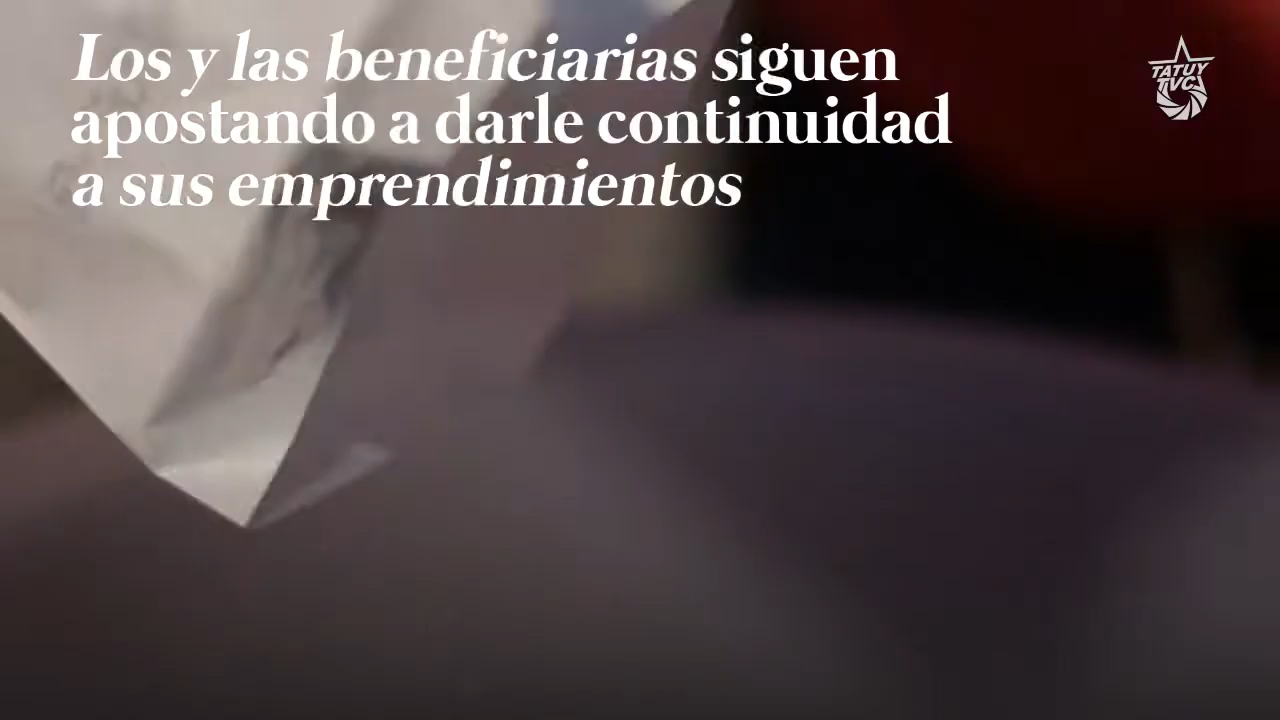 Los y las beneficiarias siguen
apostando a darle continuidad
a sus emprendimientos
TATUY
TVC